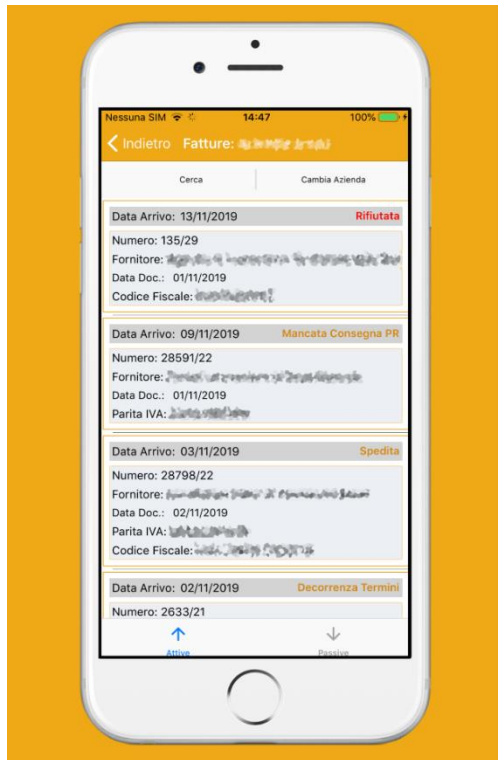 Nessuna SIM 14:47 100%
Indietro Fatture:
Cerca Cambia Azienda
Data Arrivo: 13/11/2019 Rifiutata
Numero: 135/29
Fornitore:
Data Doc.: 01/11/2019
Codice Fiscale:
Data Arrivo: 09/11/2019 Mancata Consegna PR
Numero: 28591/22
Fornitore:
Data Doc.: 01/11/2019
Parita IVA:
Data Arrivo: 03/11/2019 Spedita
Numero: 28798/22
Fornitore:
Data Doc.: 02/11/2019
Parita IVA:
Codice Fiscale:
Data Arrivo: 02/11/2019 Decorrenza Termini
Numero: 2633/21
Attive Passive